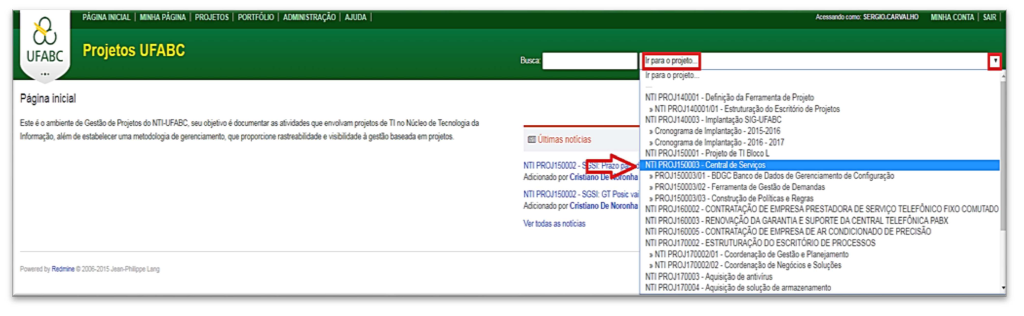 PÁGINA INICIAL | MINHA PÁGINA | PROJETOS | PORTFÓLIO | ADMINISTRAÇÃO | AJUDA |
Acessando como: SERGIO.CARVALHO MINHA CONTA | SAIR |
UFABC
Projetos UFABC
Busca:
Ir para o projeto...
Ir para o projeto...
---
NTI PROJ140001 - Definição da Ferramenta de Projeto
» NTI PROJ140001/01 - Estruturação do Escritório de Projetos
NTI PROJ140003 - Implantação SIG-UFABC
» Cronograma de Implantação - 2015-2016
» Cronograma de Implantação - 2016 - 2017
NTI PROJ150001 - Projeto de TI Bloco L
NTI PROJ150003 - Central de Serviços
» PROJ150003/01 - BDGC Banco de Dados de Gerenciamento de Configuração
» PROJ150003/02 - Ferramenta de Gestão de Demandas
» PROJ150003/03 - Construção de Políticas e Regras
NTI PROJ160002 - CONTRATAÇÃO DE EMPRESA PRESTADORA DE SERVIÇO TELEFÔNICO FIXO COMUTADO
NTI PROJ160003 - RENOVAÇÃO DA GARANTIA E SUPORTE DA CENTRAL TELEFÔNICA PABX
NTI PROJ160005 - CONTRATAÇÃO DE EMPRESA DE AR CONDICIONADO DE PRECISÃO
NTI PROJ170002 - ESTRUTURAÇÃO DO ESCRITÓRIO DE PROCESSOS
» NTI PROJ170002/01 - Coordenação de Gestão e Planejamento
» NTI PROJ170002/02 - Coordenação de Negócios e Soluções
NTI PROJ170003 - Aquisição de antivírus
NTI PROJ170004 - Aquisição de solução de armazenamento
Página inicial
Este é o ambiente de Gestão de Projetos do NTI-UFABC, seu objetivo é documentar as atividades que envolvam projetos de TI no Núcleo de Tecnologia da
Informação, além de estabelecer uma metodologia de gerenciamento, que proporcione rastreabilidade e visibilidade à gestão baseada em projetos.
Últimas notícias
NTI PROJ150002 - SGSI: Prazo pa
Adicionado por Cristiano De Noronha
NTI PROJ150002 - SGSI: GT Posic va
Adicionado por Cristiano De Noronha
Ver todas as notícias
Powered by Redmine © 2006-2015 Jean-Philippe Lang